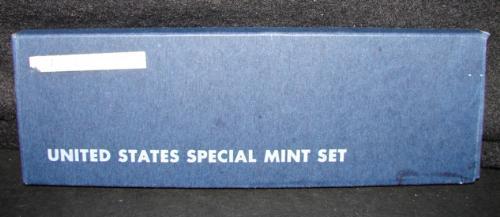 UNITED STATES SPECIAL MINT SET